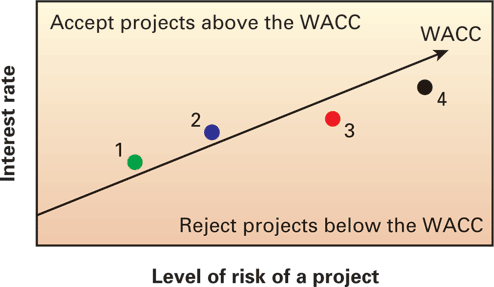 Accept projects above the WACC
WACC
Interest rate
1
2
3
4
Reject projects below the WACC
Level of risk of a project